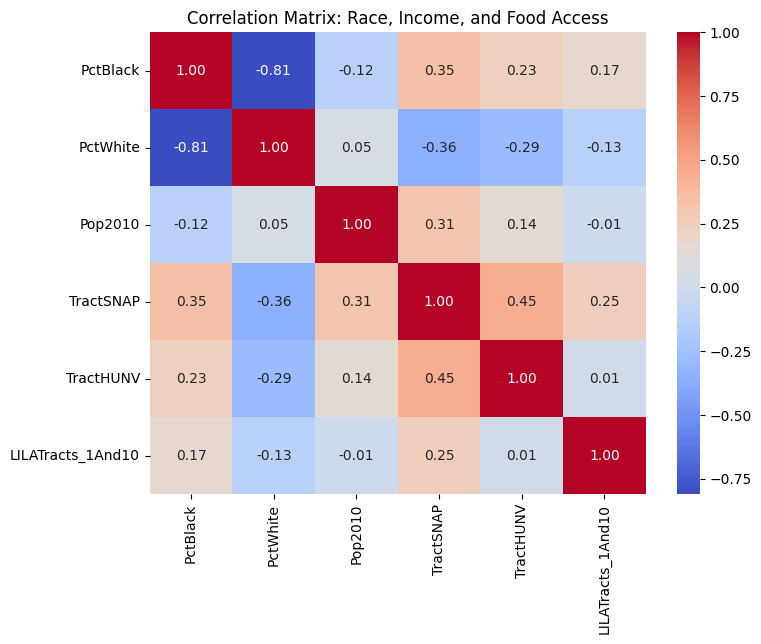 Correlation Matrix: Race, Income, and Food Access
PctBlack 1.00 -0.81 -0.12 0.35 0.23 0.17
PctWhite -0.81 1.00 0.05 -0.36 -0.29 -0.13
Pop2010 -0.12 0.05 1.00 0.31 0.14 -0.01
TractSNAP 0.35 -0.36 0.31 1.00 0.45 0.25
TractHUNV 0.23 -0.29 0.14 0.45 1.00 0.01
LILATracts_1And10 0.17 -0.13 -0.01 0.25 0.01 1.00
PctBlack
PctWhite
Pop2010
TractSNAP
TractHUNV
LILATracts_1And10
1.00
0.75
0.50
0.25
0.00
−0.25
−0.50
−0.75